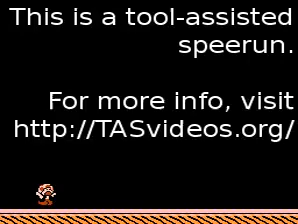 This is a tool-assisted
speerun.
For more info, visit
http://TASvideos.org/